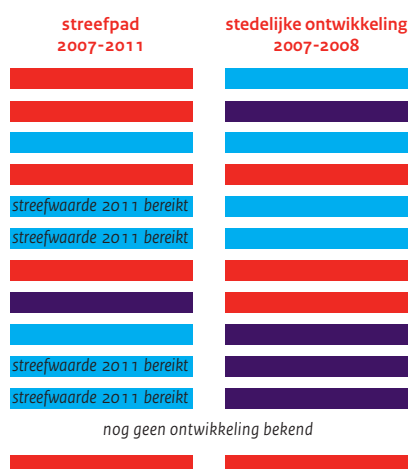 streefpad
2007-2011
stedelijke ontwikkeling
2007-2008
streefwaarde 2011 bereikt
streefwaarde 2011 bereikt
streefwaarde 2011 bereikt
streefwaarde 2011 bereikt
nog geen ontwikkeling bekend